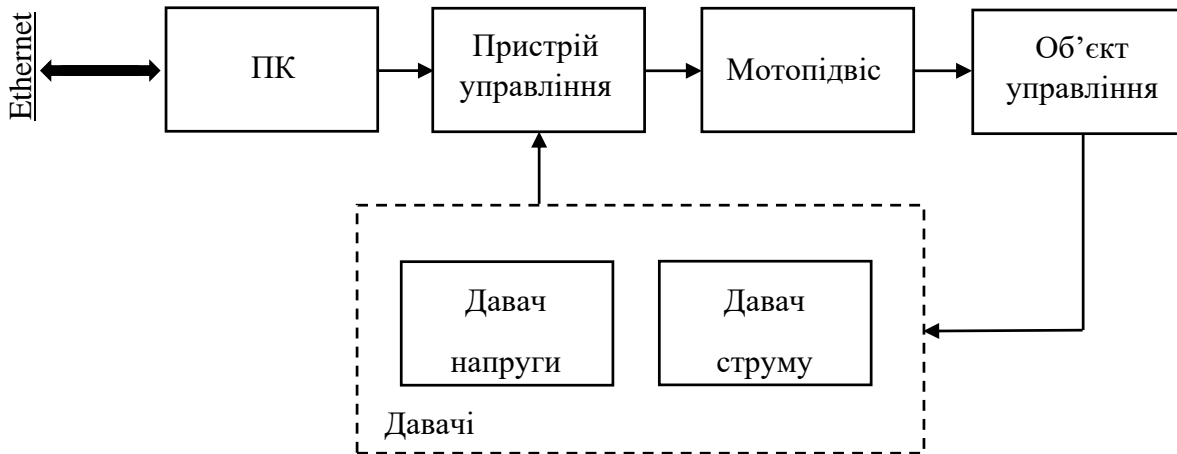 Ethernet
ПК
Пристрій
управління
Мотопідвіс
Об’єкт
управління
Давач
напруги
Давач
струму
Давачі